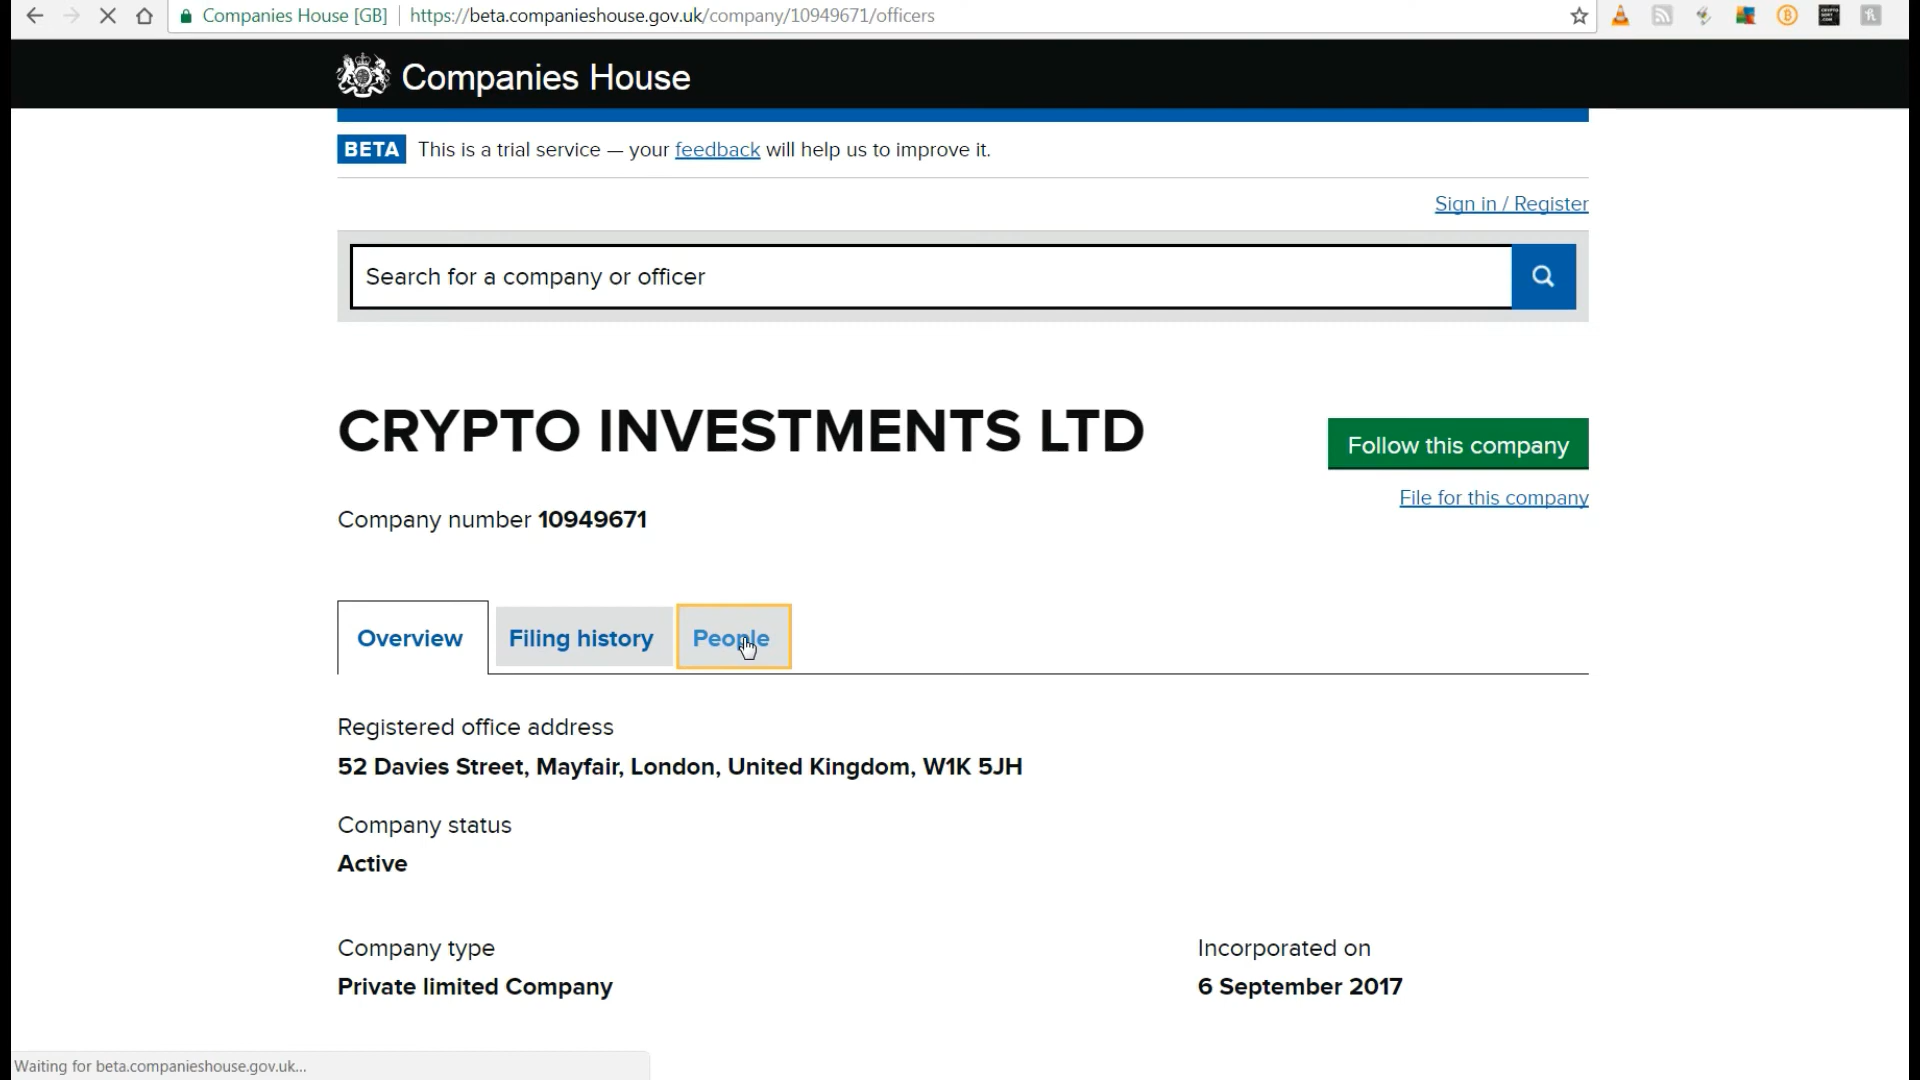 Companies House [GB] https://beta.companieshouse.gov.uk/company/10949671/officers
Companies House
BETA This is a trial service — your feedback will help us to improve it.
Sign in / Register
Search for a company or officer
CRYPTO INVESTMENTS LTD
Follow this company
File for this company
Company number 10949671
Overview Filing history People
Registered office address
52 Davies Street, Mayfair, London, United Kingdom, W1K 5JH
Company status
Active
Company type Incorporated on
Private limited Company 6 September 2017
Waiting for beta.companieshouse.gov.uk...